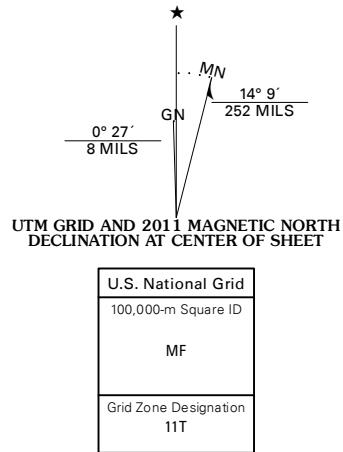 ★
MN
GN
14° 9´
252 MILS
0° 27´
8 MILS
UTM GRID AND 2011 MAGNETIC NORTH
DECLINATION AT CENTER OF SHEET
U.S. National Grid
100,000-m Square ID
MF
Grid Zone Designation
11T